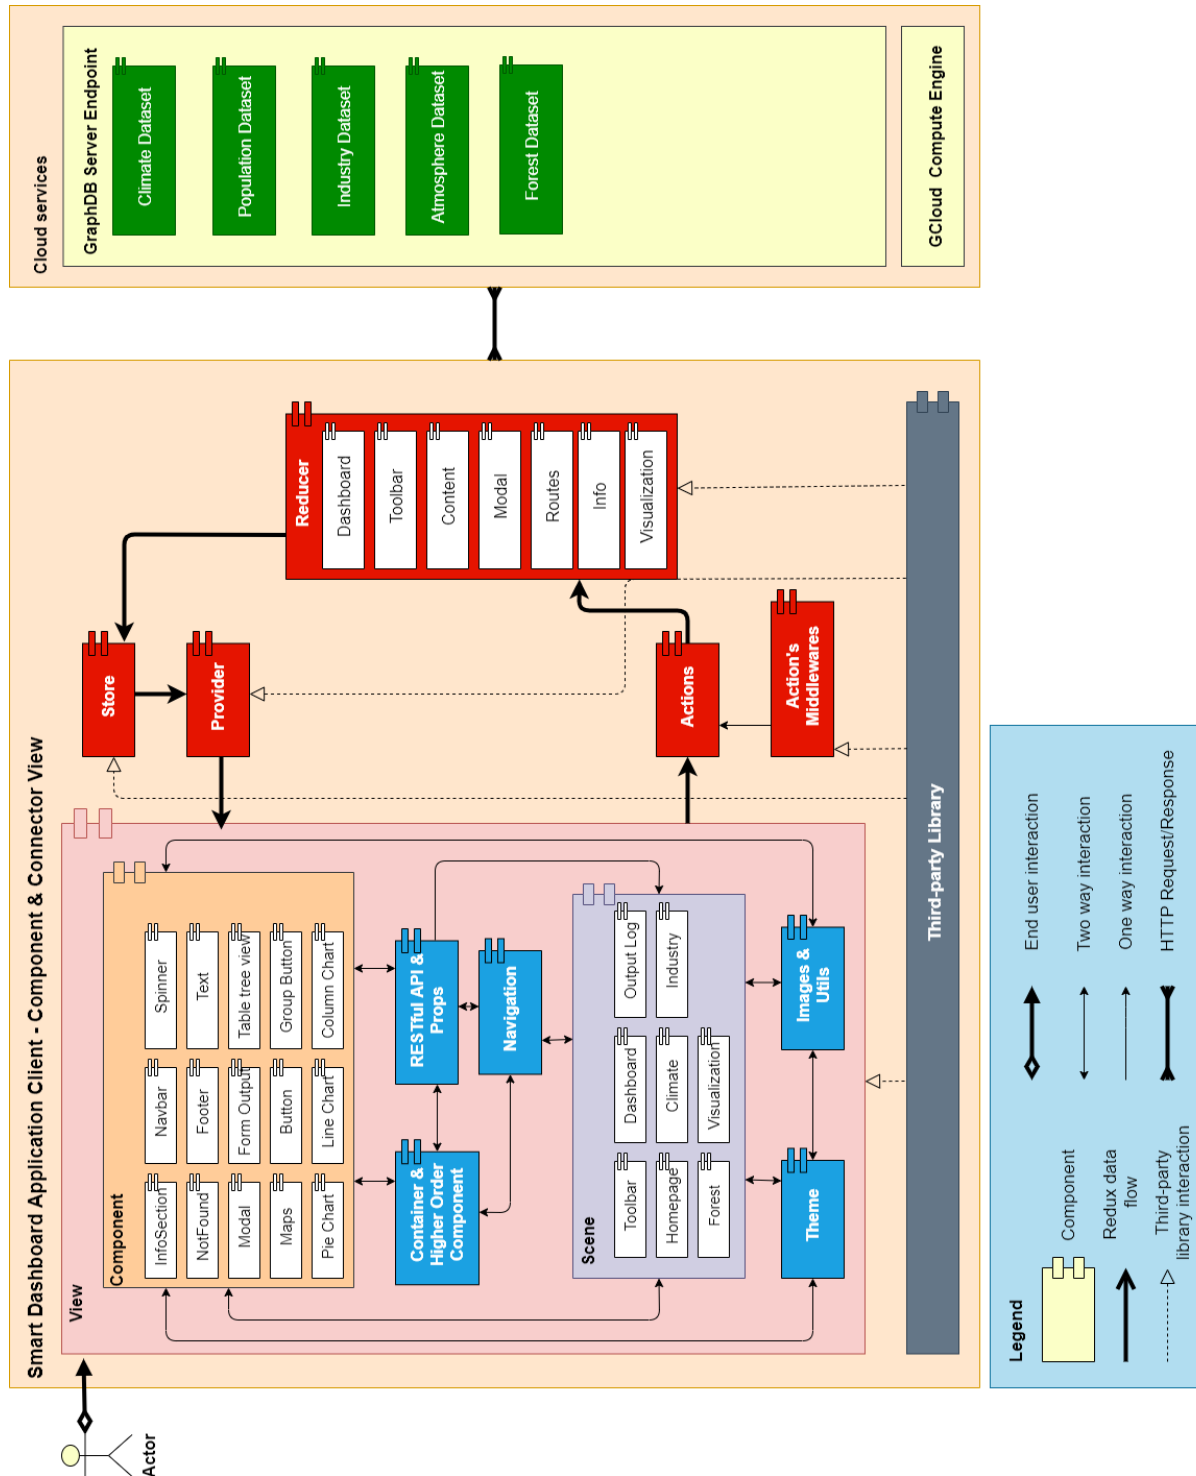 Smart Dashboard Application Client - Component & Connector View
Actor
View
Component
InfoSection
Navbar
Spinner
NotFound
Footer
Text
Modal
Form Output
Table tree view
Maps
Button
Group Button
Pie Chart
Line Chart
Column Chart
Container &
Higher Order
Component
RESTful API &
Props
Navigation
Scene
Toolbar
Dashboard
Output Log
Homepage
Climate
Industry
Forest
Visualization
Theme
Images &
Utils
Store
Provider
Actions
Action's
Middlewares
Reducer
Dashboard
Toolbar
Content
Modal
Routes
Info
Visualization
Third-party Library
Cloud services
GraphDB Server Endpoint
Climate Dataset
Population Dataset
Industry Dataset
Atmosphere Dataset
Forest Dataset
GCloud Compute Engine
Legend
Component
Redux data
flow
Third-party
library interaction
End user interaction
Two way interaction
One way interaction
HTTP Request/Response